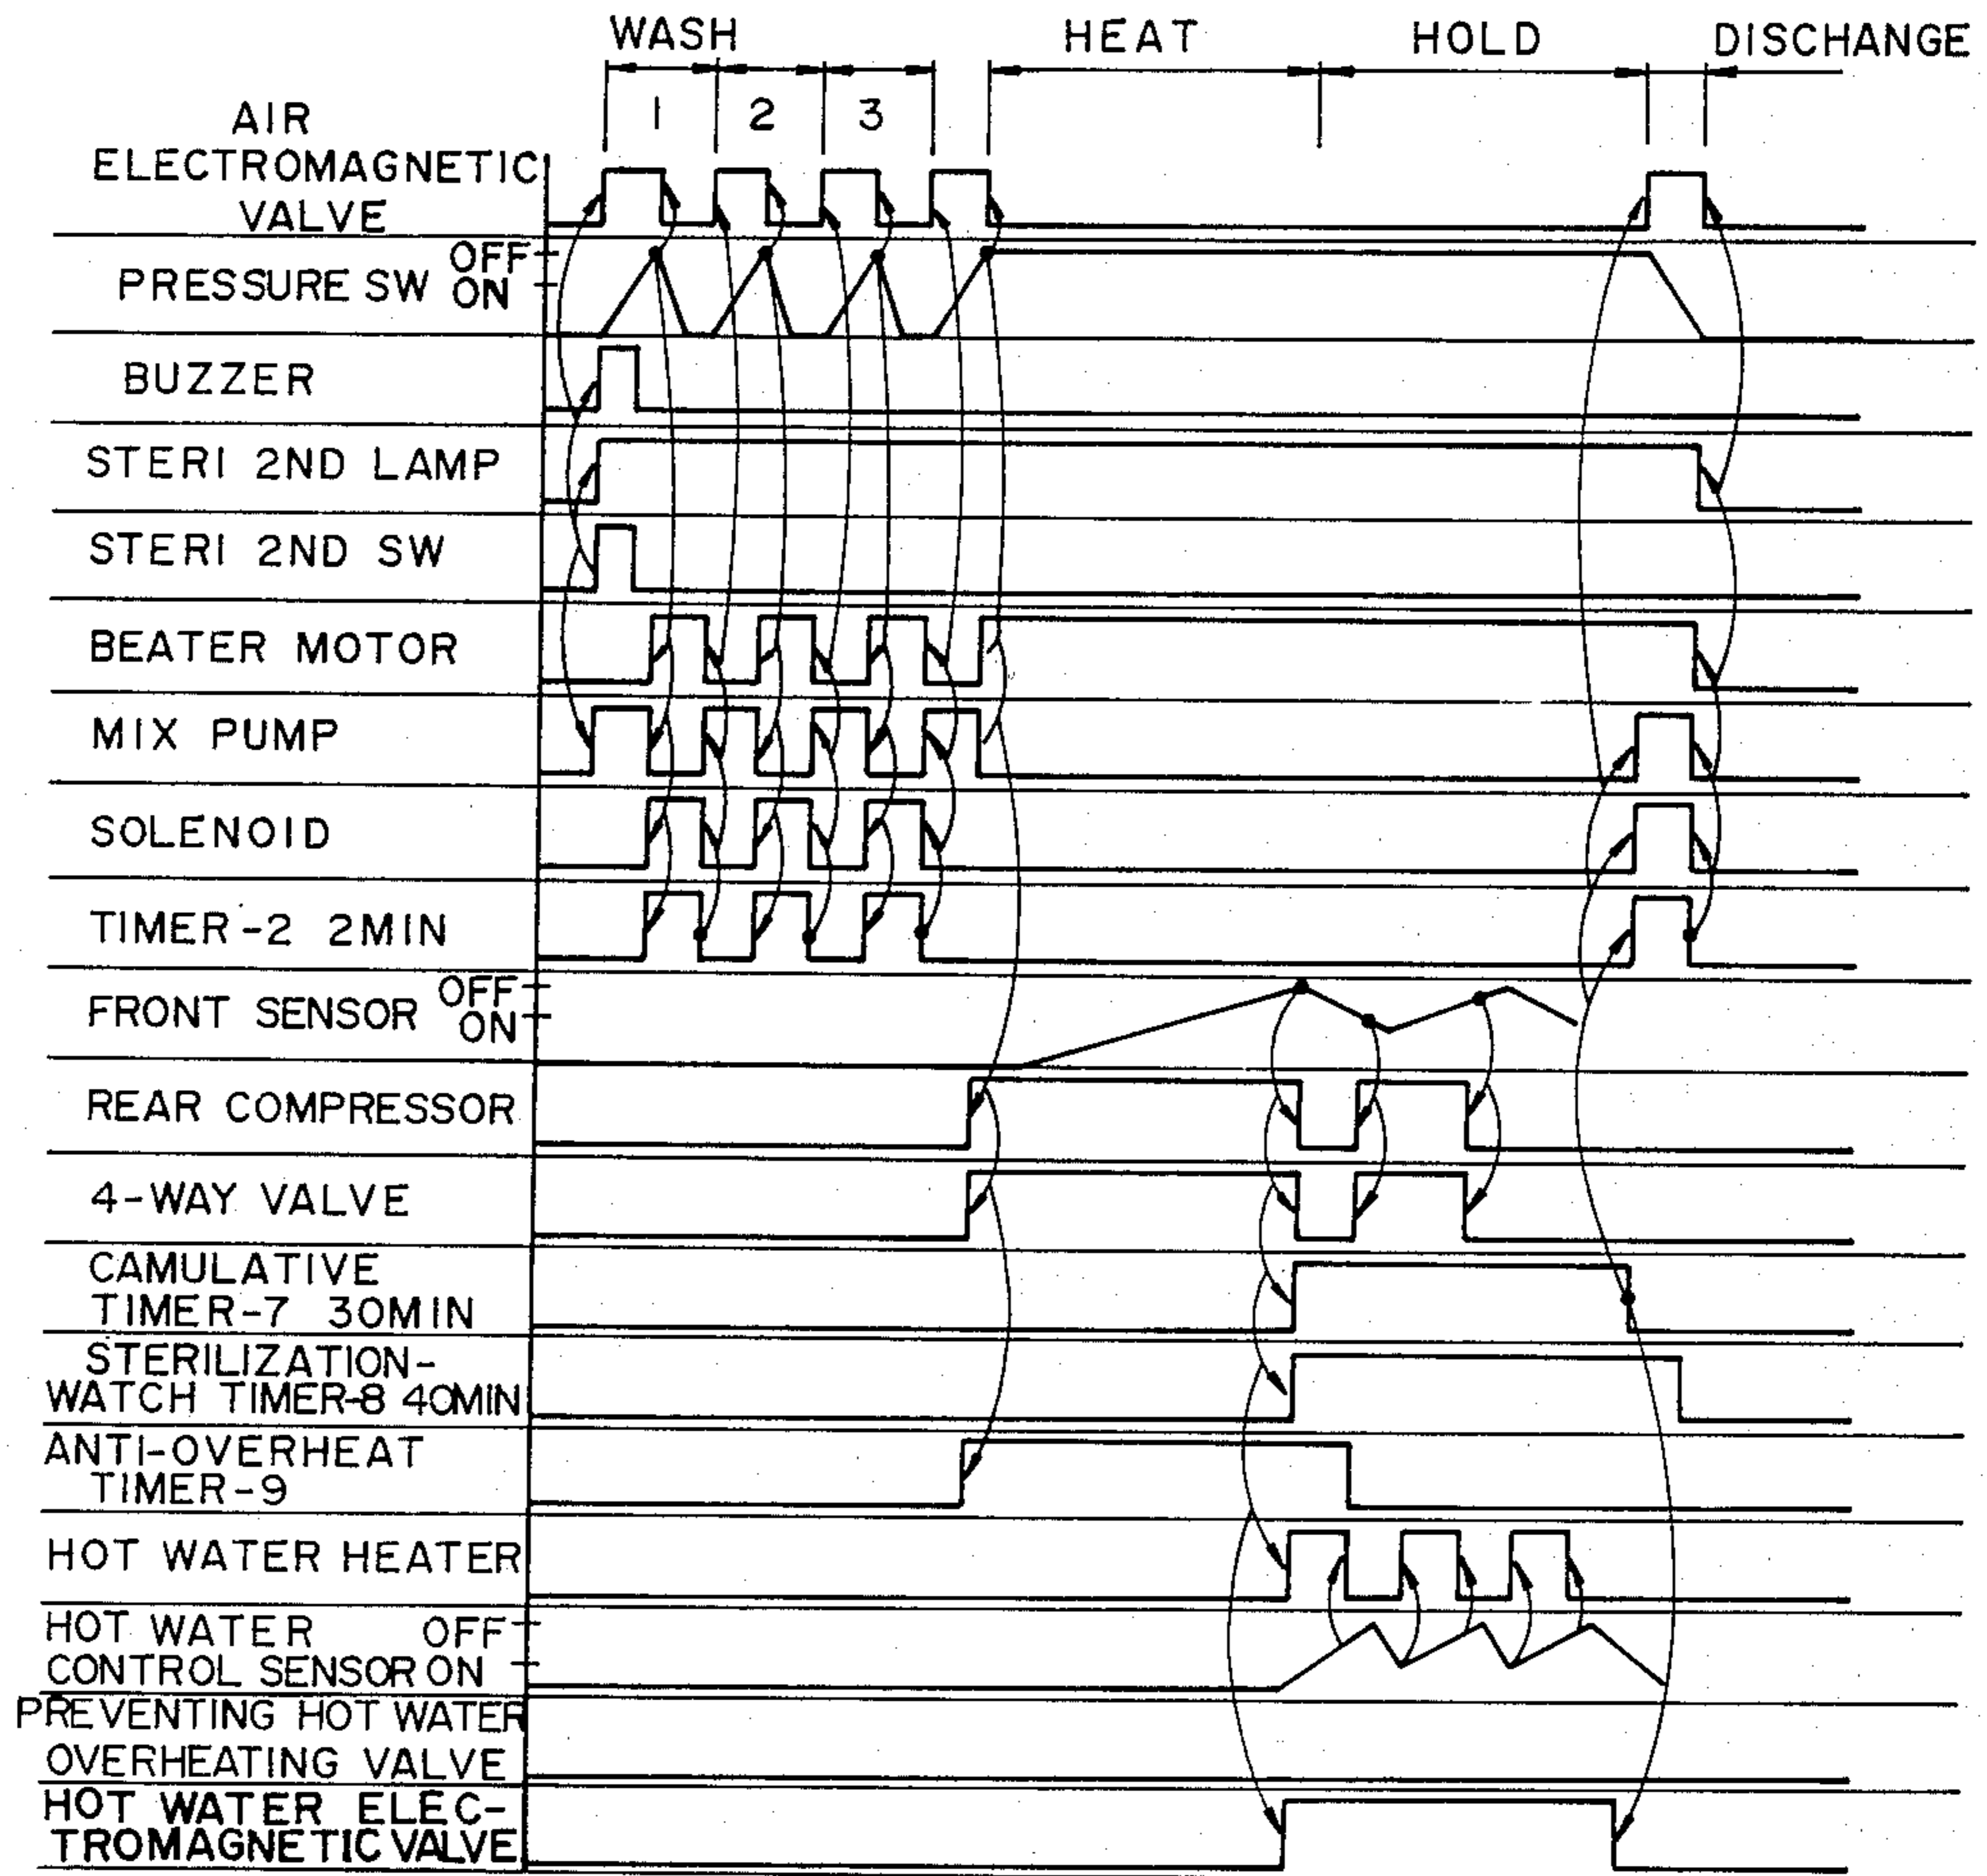 WASH HEAT HOLD DISCHANGE
1 2 3
AIR
ELECTROMAGNETIC
VALVE
PRESSURE SW OFF
ON
BUZZER
STERI 2ND LAMP
STERI 2ND SW
BEATER MOTOR
MIX PUMP
SOLENOID
TIMER-2 2MIN
FRONT SENSOR OFF
ON
REAR COMPRESSOR
4-WAY VALVE
CAMULATIVE
TIMER-7 30MIN
STERILIZATION-
WATCH TIMER-8 40MIN
ANTI-OVERHEAT
TIMER-9
HOT WATER HEATER
HOT WATER OFF
CONTROL SENSOR ON
PREVENTING HOT WATER
OVERHEATING VALVE
HOT WATER ELEC-
TROMAGNETIC VALVE